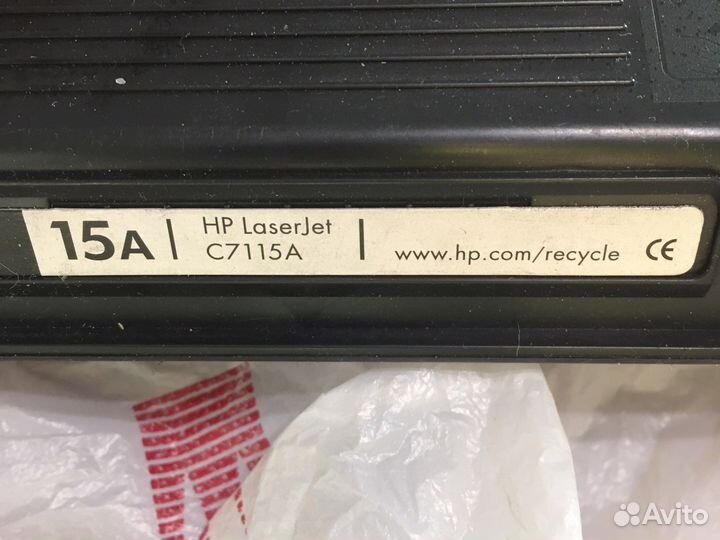 15A | HP LaserJet
C7115A | www.hp.com/recycle CE
Avito